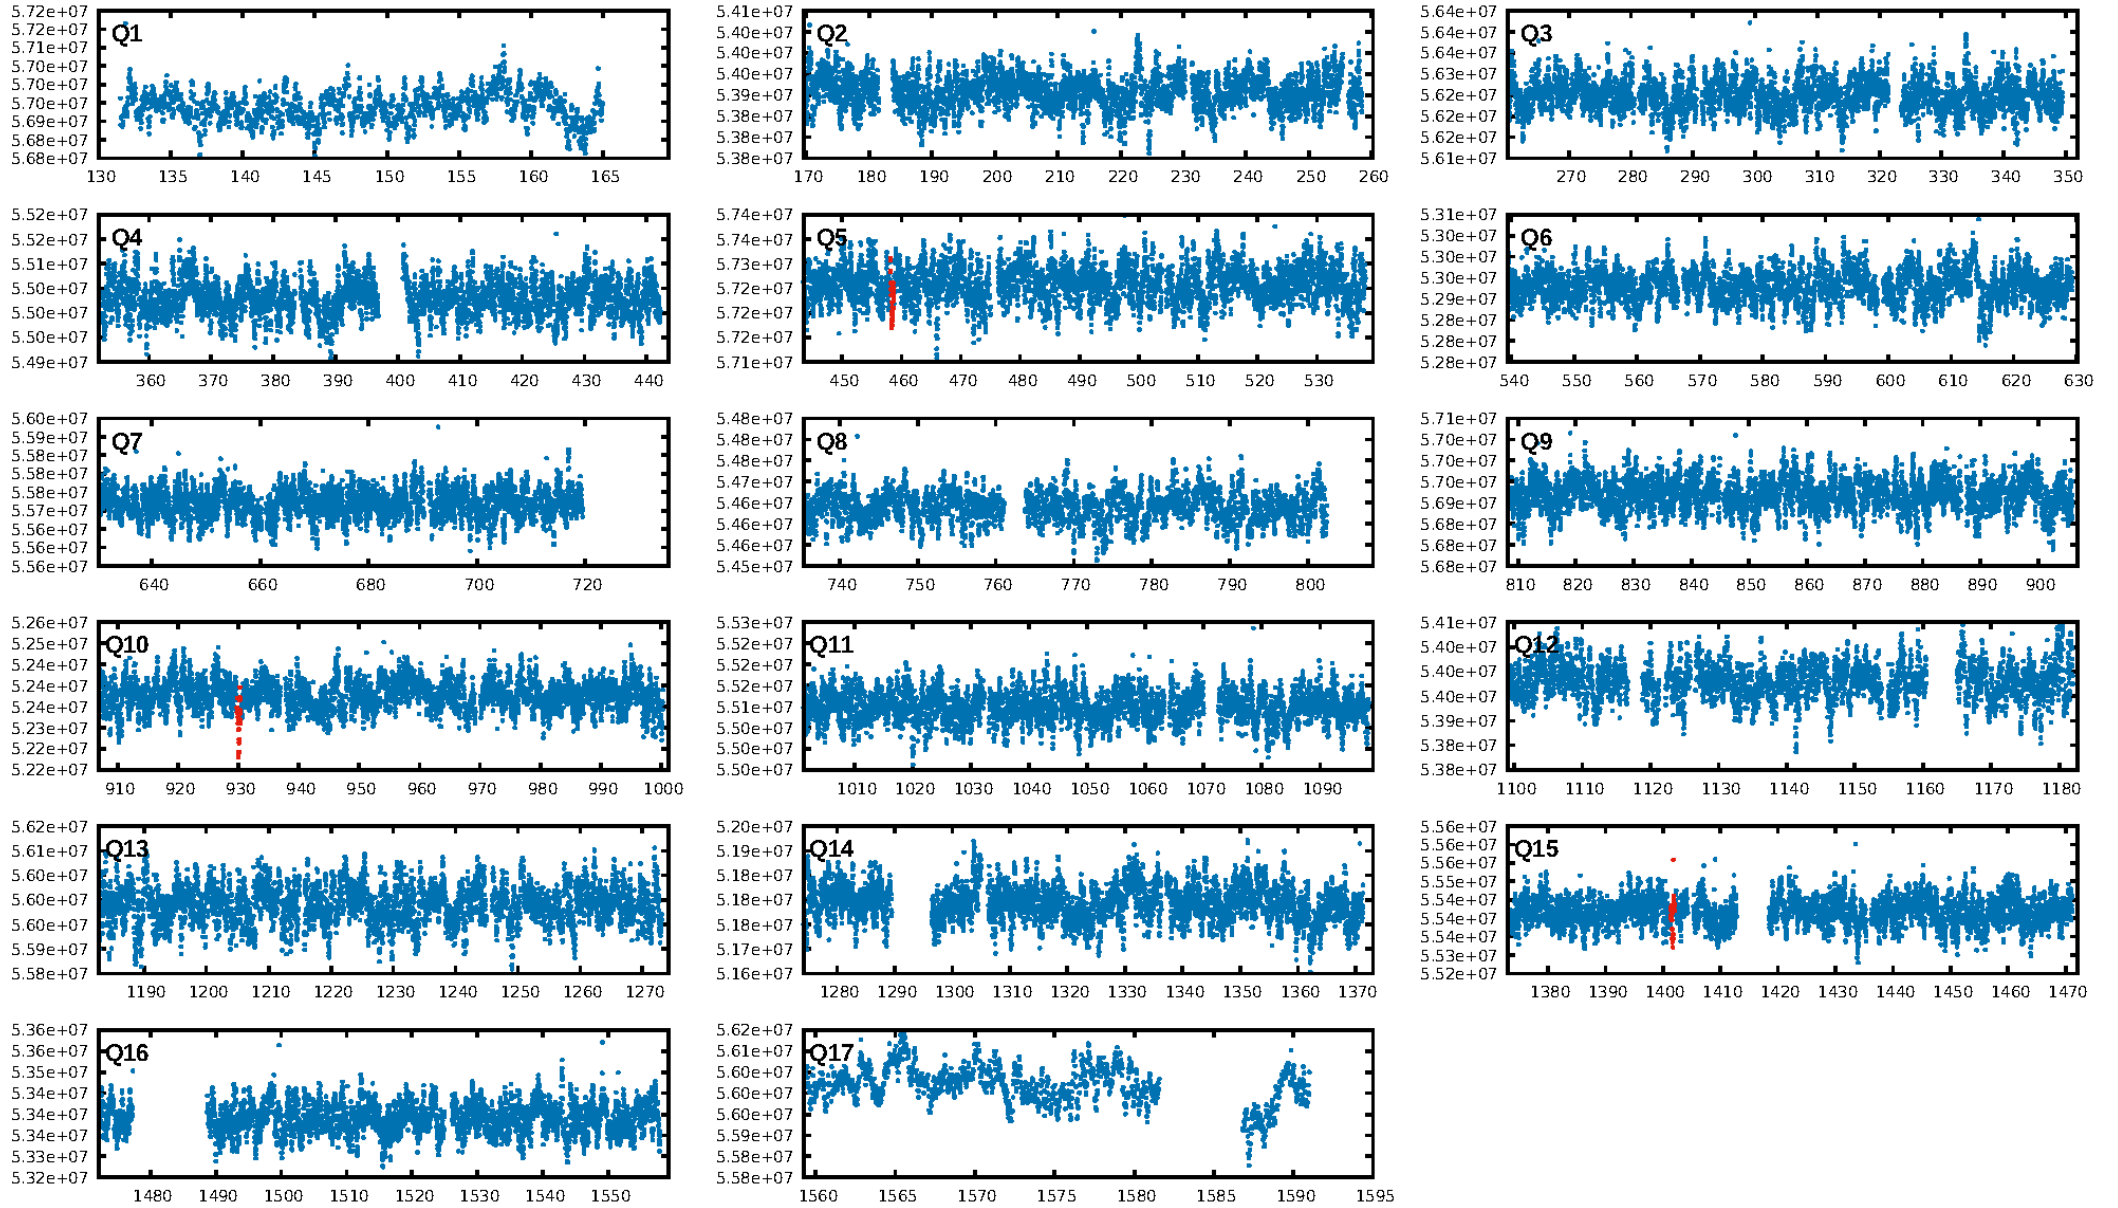 5.72e+07
5.72e+07
5.71e+07
5.70e+07
5.70e+07
5.70e+07
5.69e+07
5.68e+07
5.68e+07
Q1
130 135 140 145 150 155 160 165
5.41e+07
5.40e+07
5.40e+07
5.40e+07
5.39e+07
5.38e+07
5.38e+07
5.38e+07
Q2
170 180 190 200 210 220 230 240 250 260
5.64e+07
5.64e+07
5.64e+07
5.63e+07
5.62e+07
5.62e+07
5.62e+07
5.61e+07
Q3
270 280 290 300 310 320 330 340 350
5.52e+07
5.52e+07
5.51e+07
5.50e+07
5.50e+07
5.50e+07
5.49e+07
Q4
360 370 380 390 400 410 420 430 440
5.74e+07
5.74e+07
5.73e+07
5.72e+07
5.72e+07
5.72e+07
5.71e+07
Q5
450 460 470 480 490 500 510 520 530
5.31e+07
5.30e+07
5.30e+07
5.30e+07
5.29e+07
5.28e+07
5.28e+07
5.28e+07
Q6
540 550 560 570 580 590 600 610 620 630
5.60e+07
5.59e+07
5.58e+07
5.58e+07
5.58e+07
5.57e+07
5.56e+07
5.56e+07
5.56e+07
Q7
640 660 680 700 720
5.48e+07
5.48e+07
5.48e+07
5.47e+07
5.46e+07
5.46e+07
5.46e+07
5.45e+07
Q8
740 750 760 770 780 790 800
5.71e+07
5.70e+07
5.70e+07
5.70e+07
5.69e+07
5.68e+07
5.68e+07
5.68e+07
Q9
810 820 830 840 850 860 870 880 890 900
5.26e+07
5.25e+07
5.24e+07
5.24e+07
5.24e+07
5.23e+07
5.22e+07
5.22e+07
Q10
910 920 930 940 950 960 970 980 990 1000
5.53e+07
5.52e+07
5.52e+07
5.52e+07
5.51e+07
5.50e+07
5.50e+07
5.50e+07
Q11
1010 1020 1030 1040 1050 1060 1070 1080 1090
5.41e+07
5.40e+07
5.40e+07
5.40e+07
5.39e+07
5.38e+07
5.38e+07
Q12
1100 1110 1120 1130 1140 1150 1160 1170 1180
5.62e+07
5.61e+07
5.60e+07
5.60e+07
5.60e+07
5.59e+07
5.58e+07
Q13
1190 1200 1210 1220 1230 1240 1250 1260 1270
5.20e+07
5.19e+07
5.18e+07
5.18e+07
5.18e+07
5.17e+07
5.16e+07
Q14
1280 1290 1300 1310 1320 1330 1340 1350 1360 1370
5.56e+07
5.56e+07
5.56e+07
5.55e+07
5.54e+07
5.54e+07
5.54e+07
5.53e+07
5.52e+07
Q15
1380 1390 1400 1410 1420 1430 1440 1450 1460 1470
5.36e+07
5.36e+07
5.35e+07
5.34e+07
5.34e+07
5.34e+07
5.33e+07
5.32e+07
Q16
1480 1490 1500 1510 1520 1530 1540 1550
5.62e+07
5.61e+07
5.60e+07
5.60e+07
5.60e+07
5.59e+07
5.58e+07
5.58e+07
Q17
1560 1565 1570 1575 1580 1585 1590 1595